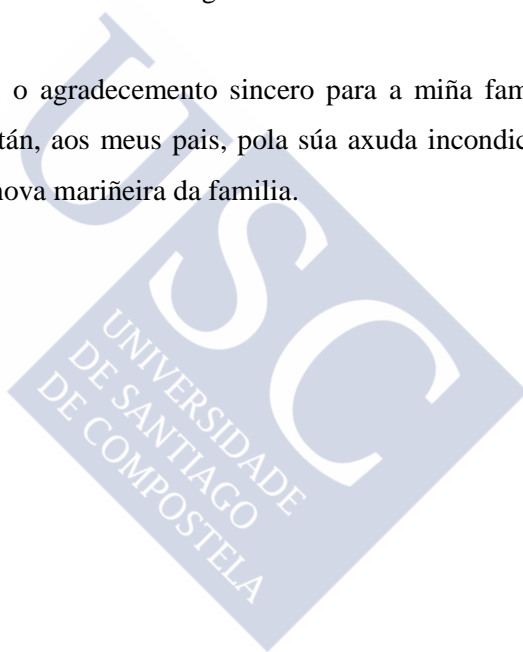 o agradecemento sincero para a miña fam
tán, aos meus pais, pola súa axuda incondic
nova mariñeira da familia.
USC
UNIVERSIDADE
DE SANTIAGO
DE COMPOSTELA